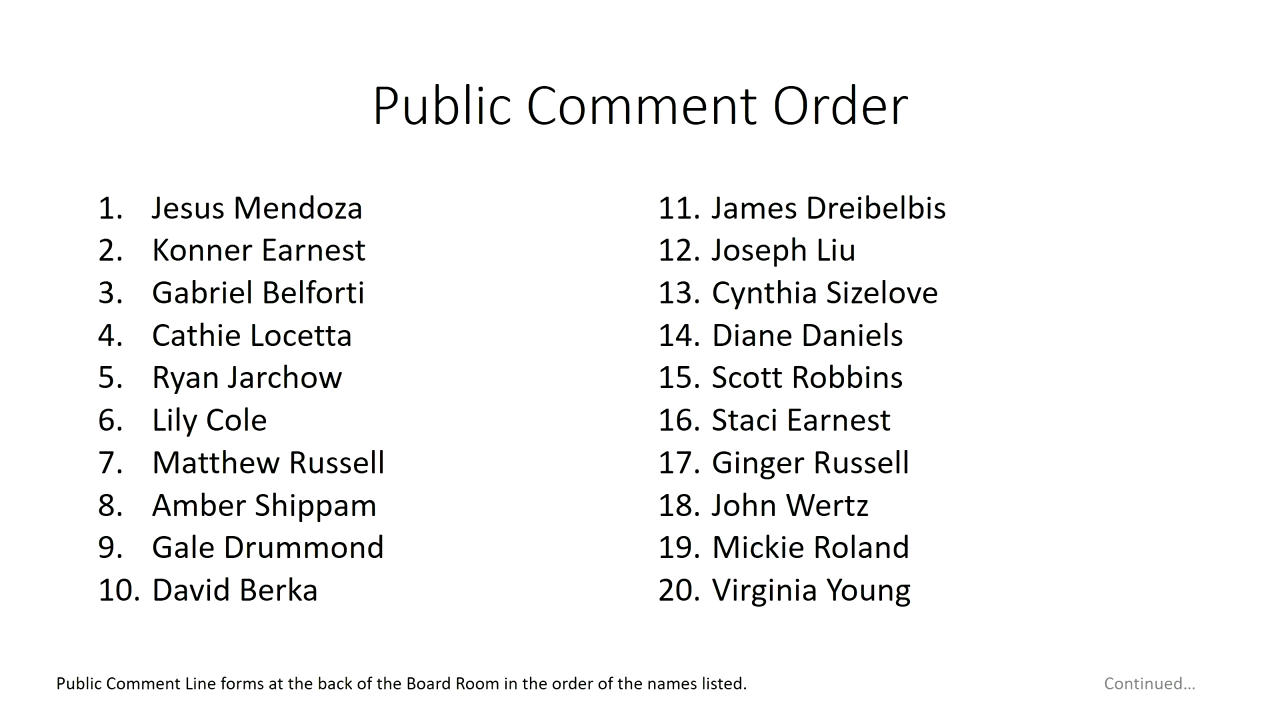 Public Comment Order
1. Jesus Mendoza
2. Konner Earnest
3. Gabriel Belforti
4. Cathie Locetta
5. Ryan Jarchow
6. Lily Cole
7. Matthew Russell
8. Amber Shippam
9. Gale Drummond
10. David Berka
11. James Dreibelbis
12. Joseph Liu
13. Cynthia Sizelove
14. Diane Daniels
15. Scott Robbins
16. Staci Earnest
17. Ginger Russell
18. John Wertz
19. Mickie Roland
20. Virginia Young
Public Comment Line forms at the back of the Board Room in the order of the names listed.
Continued...